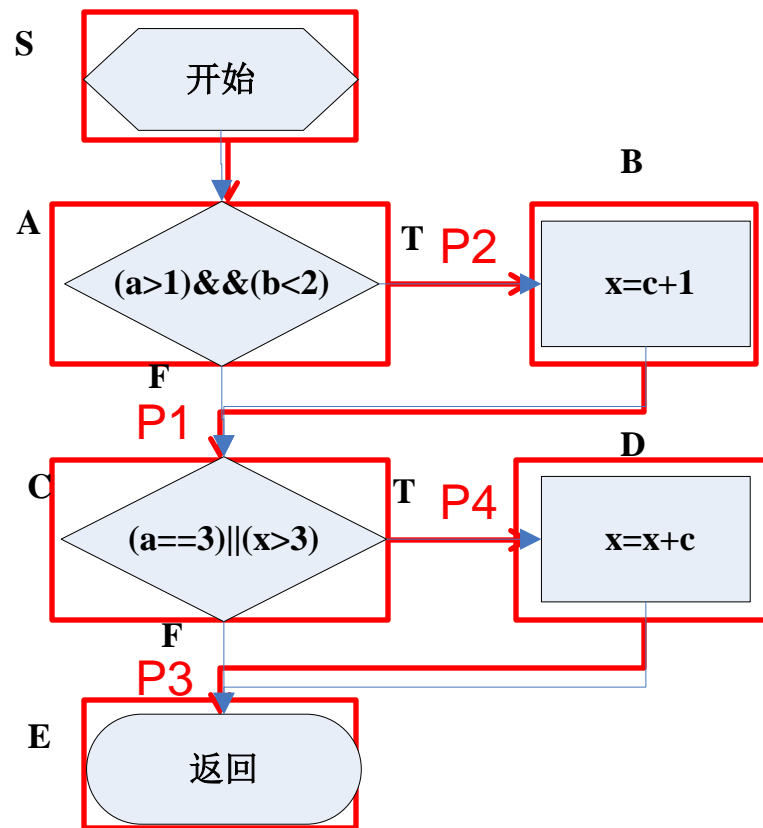 S
开始
B
A
T
P2
(a>1)&&(b<2)
x=c+1
F
P1
D
C
T
P4
(a==3)||(x>3)
x=x+c
F
P3
E
返回